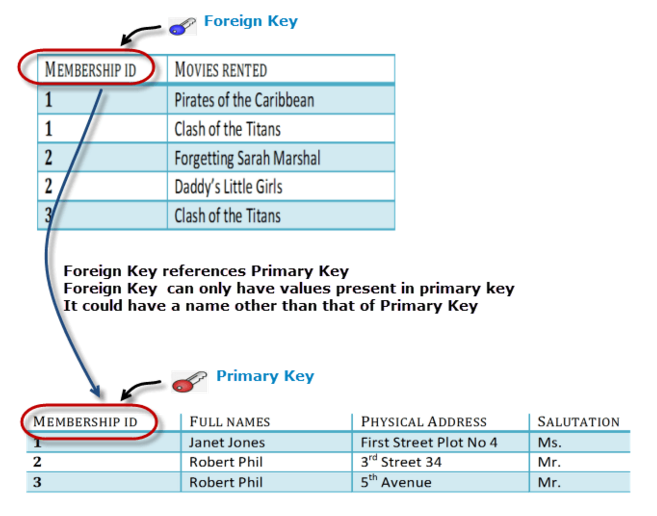 Foreign Key
MEMBERSHIP ID MOVIES RENTED
1 Pirates of the Caribbean
1 Clash of the Titans
2 Forgetting Sarah Marshal
2 Daddy's Little Girls
3 Clash of the Titans
Foreign Key references Primary Key
Foreign Key can only have values present in primary key
It could have a name other than that of Primary Key
Primary Key
MEMBERSHIP ID FULL NAMES PHYSICAL ADDRESS SALUTATION
1 Janet Jones First Street Plot No 4 Ms.
2 Robert Phil 3rd Street 34 Mr.
3 Robert Phil 5th Avenue Mr.